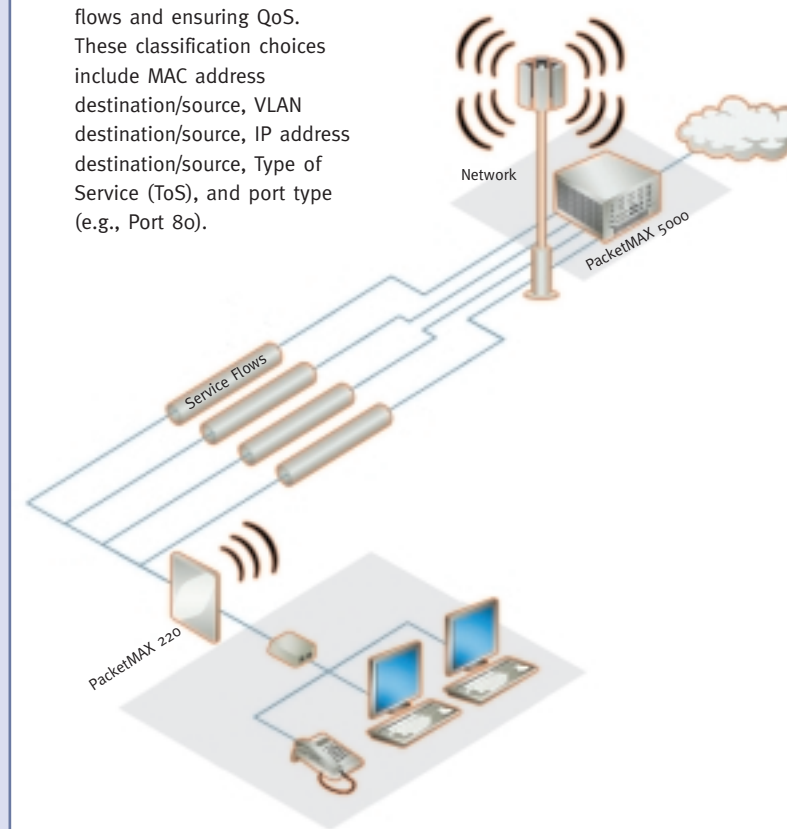 flows and ensuring QoS.
These classification choices
include MAC address
destination/source, VLAN
destination/source, IP address
destination/source, Type of
Service (ToS), and port type
(e.g., Port 80).
Network
PacketMAX 5000
Service Flows
PacketMAX 220